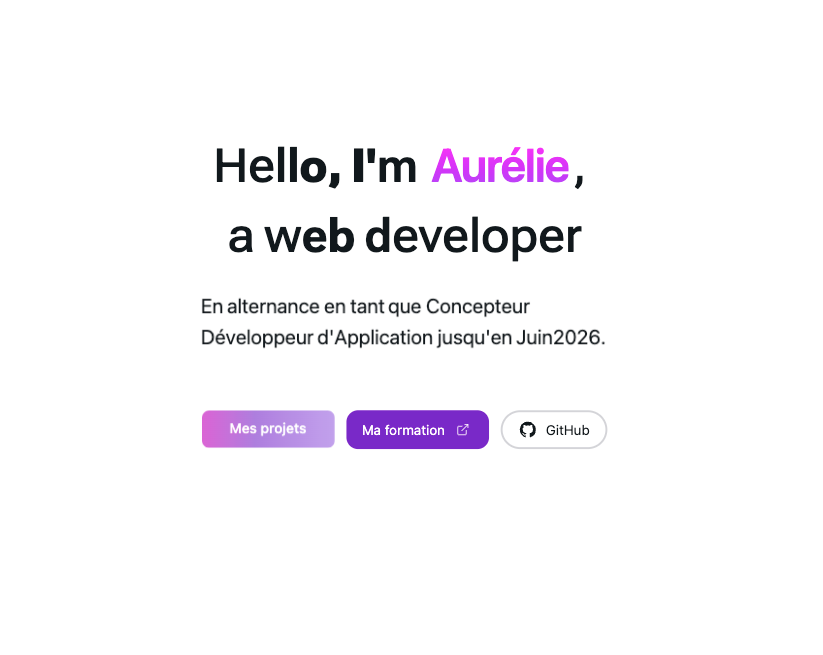 Hello, I'm Aurélie,
a web developer
En alternance en tant que Concepteur
Développeur d'Application jusqu'en Juin2026.
Mes projets
Ma formation
GitHub